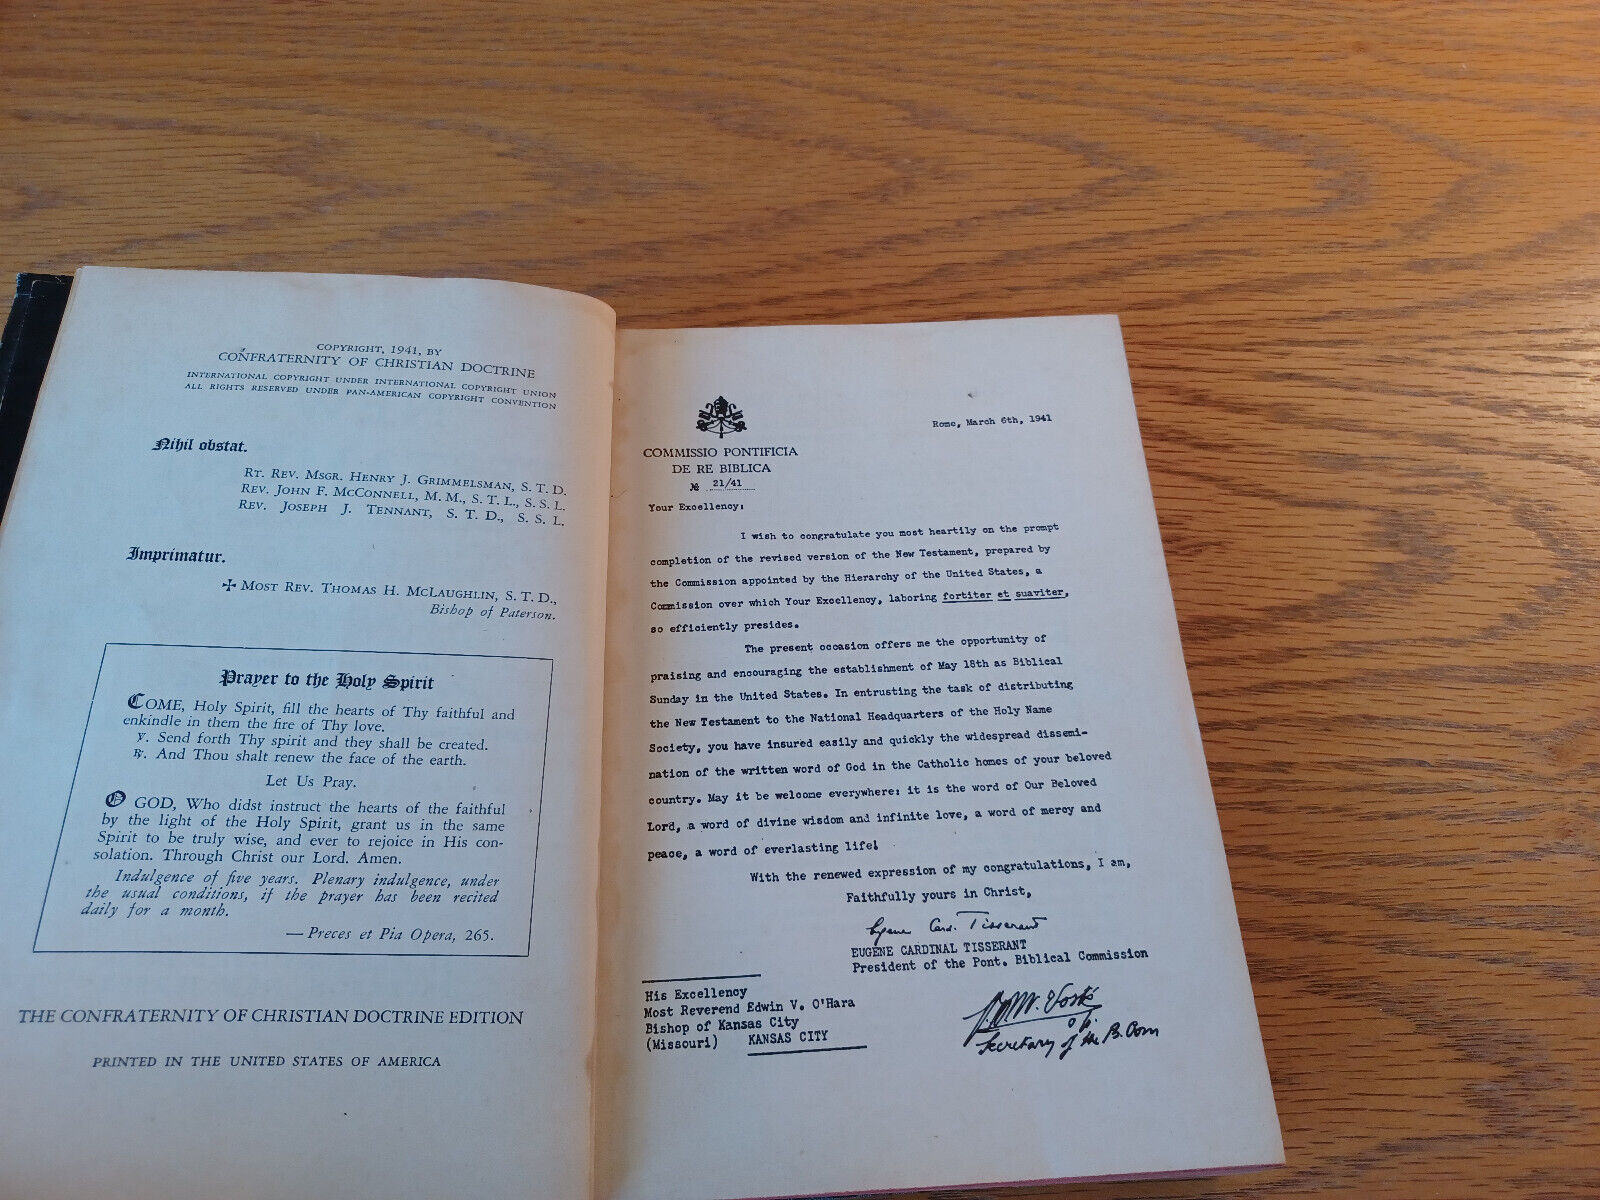 COPYRIGHT, 1941, BY
CONFRATERNITY OF CHRISTIAN DOCTRINE
INTERNATIONAL COPYRIGHT UNDER INTERNATIONAL COPYRIGHT UNION
ALL RIGHTS RESERVED UNDER PAN-AMERICAN COPYRIGHT CONVENTION
Nihil obstat.
RT. REV. MSGR. HENRY J. GRIMMELSMAN, S. T. D.
REV. JOHN F. MCCONNELL, M. M., S. T. L., S. S. L.
REV. JOSEPH J. TENNANT, S. T. D., S. S. L.
Imprimatur.
✠ MOST REV. THOMAS H. MCLAUGHLIN, S. T. D.,
Bishop of Paterson.
Prayer to the Holy Spirit
COME, Holy Spirit, fill the hearts of Thy faithful and
enkindle in them the fire of Thy love.
℣. Send forth Thy spirit and they shall be created.
℟. And Thou shalt renew the face of the earth.
Let Us Pray.
O GOD, Who didst instruct the hearts of the faithful
by the light of the Holy Spirit, grant us in the same
Spirit to be truly wise, and ever to rejoice in His con-
solation. Through Christ our Lord. Amen.
Indulgence of five years. Plenary indulgence, under
the usual conditions, if the prayer has been recited
daily for a month.
— Preces et Pia Opera, 265.
THE CONFRATERNITY OF CHRISTIAN DOCTRINE EDITION
PRINTED IN THE UNITED STATES OF AMERICA
Rome, March 6th, 1941
COMMISSIO PONTIFICIA
DE RE BIBLICA
№ 21/41
Your Excellency:
I wish to congratulate you most heartily on the prompt
completion of the revised version of the New Testament, prepared by
the Commission appointed by the Hierarchy of the United States, a
Commission over which Your Excellency, laboring fortiter et suaviter,
so efficiently presides.
The present occasion offers me the opportunity of
praising and encouraging the establishment of May 18th as Biblical
Sunday in the United States. In entrusting the task of distributing
the New Testament to the National Headquarters of the Holy Name
Society, you have insured easily and quickly the widespread dissemi-
nation of the written word of God in the Catholic homes of your beloved
country. May it be welcome everywhere: it is the word of Our Beloved
Lord, a word of divine wisdom and infinite love, a word of mercy and
peace, a word of everlasting life!
With the renewed expression of my congratulations, I am,
Faithfully yours in Christ,
Eugene Card. Tisserant
EUGENE CARDINAL TISSERANT
President of the Pont. Biblical Commission
His Excellency
Most Reverend Edwin V. O'Hara
Bishop of Kansas City
(Missouri) KANSAS CITY
Secretary of the B. Com